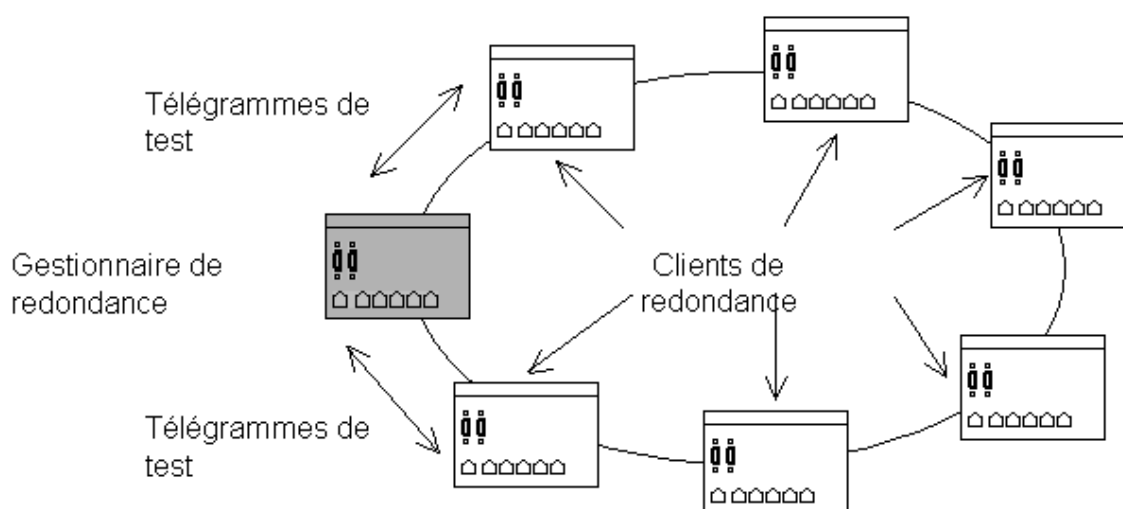 Télégrammes de
test
Gestionnaire de
redondance
Clients de
redondance
Télégrammes de
test